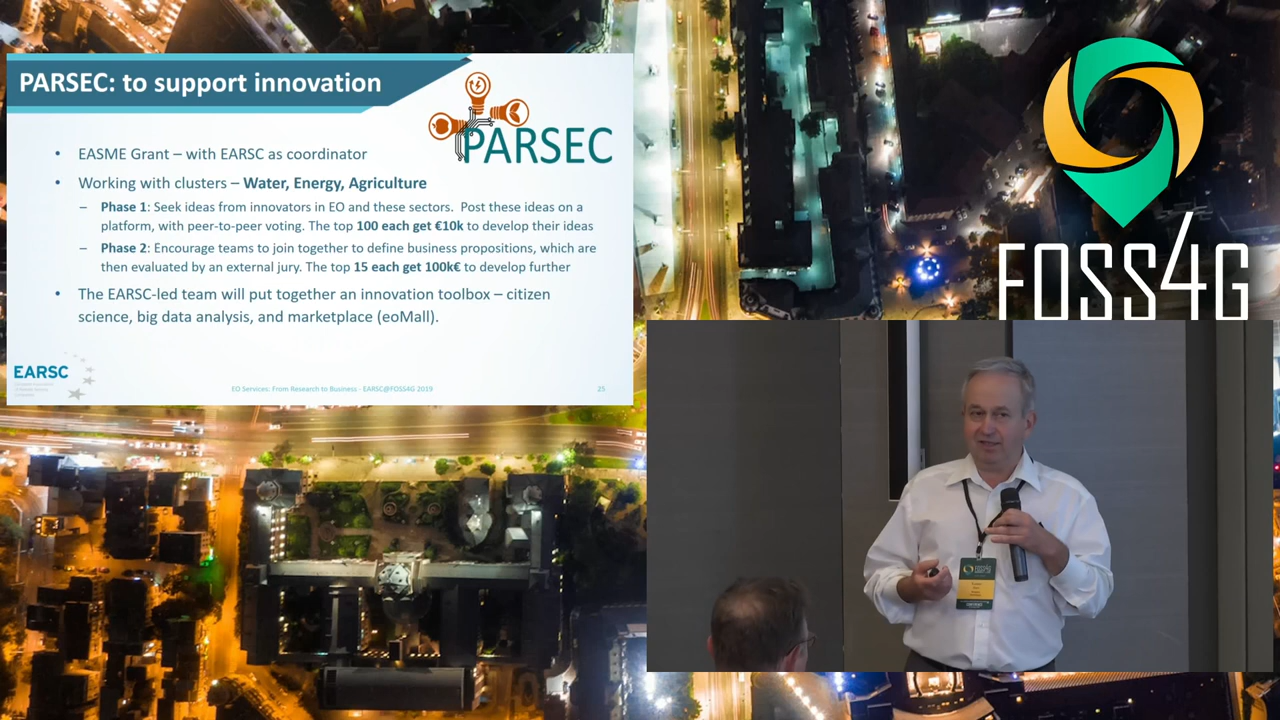 PARSEC: to support innovation
PARSEC
• EASME Grant – with EARSC as coordinator
• Working with clusters – Water, Energy, Agriculture
– Phase 1: Seek ideas from innovators in EO and these sectors. Post these ideas on a
platform, with peer-to-peer voting. The top 100 each get €10k to develop their ideas
– Phase 2: Encourage teams to join together to define business propositions, which are
then evaluated by an external jury. The top 15 each get 100k€ to develop further
• The EARSC-led team will put together an innovation toolbox – citizen
science, big data analysis, and marketplace (eoMall).
EARSC
EO Services: From Research to Business - EARSC@FOSS4G 2019
25
FOSS4G